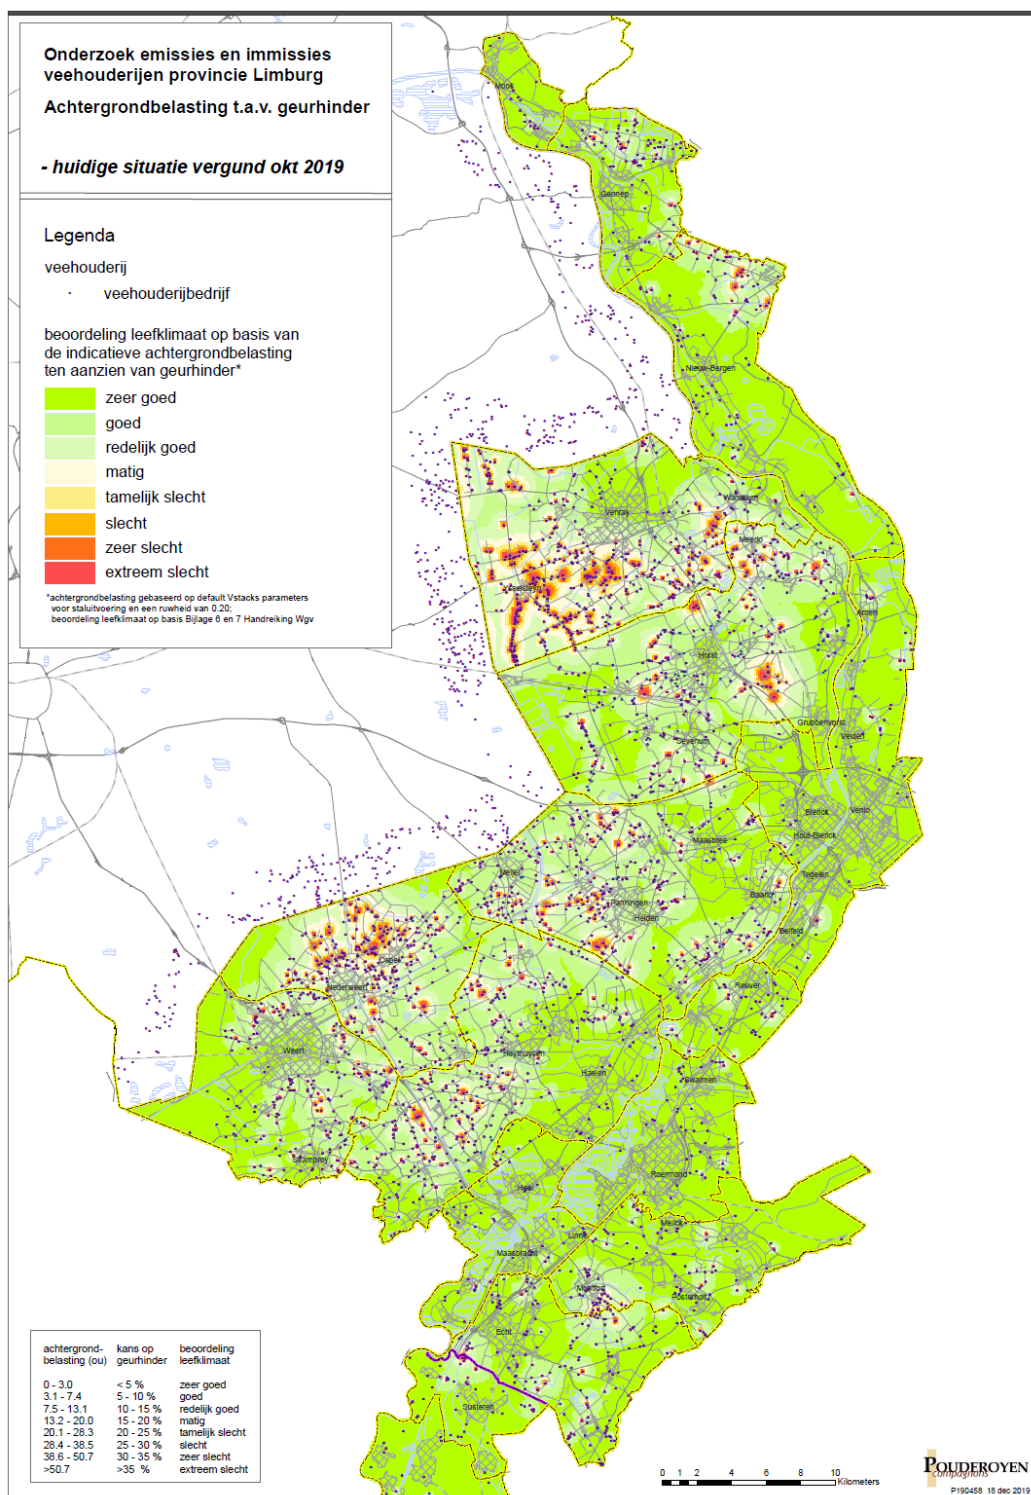 Onderzoek emissies en immissies
veehouderijen provincie Limburg
Achtergrondbelasting t.a.v. geurhinder
- huidige situatie vergund okt 2019
Legenda
veehouderij
veehouderijbedrijf
beoordeling leefklimaat op basis van
de indicatieve achtergrondbelasting
ten aanzien van geurhinder*
zeer goed
goed
redelijk goed
matig
tamelijk slecht
slecht
zeer slecht
extreem slecht
*achtergrondbelasting gebaseerd op default Vstacks parameters
voor staluitvoering en een ruwheid van 0.20;
beoordeling leefklimaat op basis Bijlage 6 en 7 Handreiking Wgv
Mook
Gennep
Nieuw-Bergen
Wanssum
Venray
Meerlo
Ysselsteyn
Arcen
Horst
Grubbenvorst
Velden
Sevenum
Blerick
Venlo
Hout-Blerick
Maasbree
Tegelen
Meijel
Baarlo
Panningen
Helden
Belfeld
Ospel
Nederweert
Reuver
Weert
Heythuysen
Haelen
Swalmen
Stramproy
Roermond
Heel
Melick
Linne
Maasbracht
Montfort
Posterholt
Echt
Susteren
achtergrond- kans op beoordeling
belasting (ou) geurhinder leefklimaat
0 - 3.0 < 5 % zeer goed
3.1 - 7.4 5 - 10 % goed
7.5 - 13.1 10 - 15 % redelijk goed
13.2 - 20.0 15 - 20 % matig
20.1 - 28.3 20 - 25 % tamelijk slecht
28.4 - 38.5 25 - 30 % slecht
38.6 - 50.7 30 - 35 % zeer slecht
>50.7 >35 % extreem slecht
0 1 2 4 6 8 10
Kilometers
POUDEROYEN
compagnons
P190458 18 dec 2019